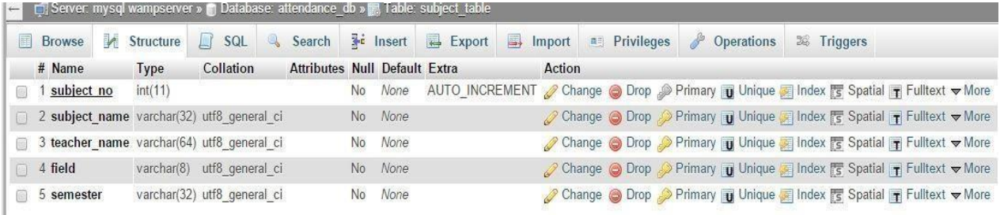 Server: mysql wampserver » Database: attendance_db » Table: subject_table
Browse Structure SQL Search Insert Export Import Privileges Operations Triggers
# Name Type Collation Attributes Null Default Extra Action
1 subject_no int(11) No None AUTO_INCREMENT Change Drop Primary Unique Index Spatial Fulltext More
2 subject_name varchar(32) utf8_general_ci No None Change Drop Primary Unique Index Spatial Fulltext More
3 teacher_name varchar(64) utf8_general_ci No None Change Drop Primary Unique Index Spatial Fulltext More
4 field varchar(8) utf8_general_ci No None Change Drop Primary Unique Index Spatial Fulltext More
5 semester varchar(32) utf8_general_ci No None Change Drop Primary Unique Index Spatial Fulltext More